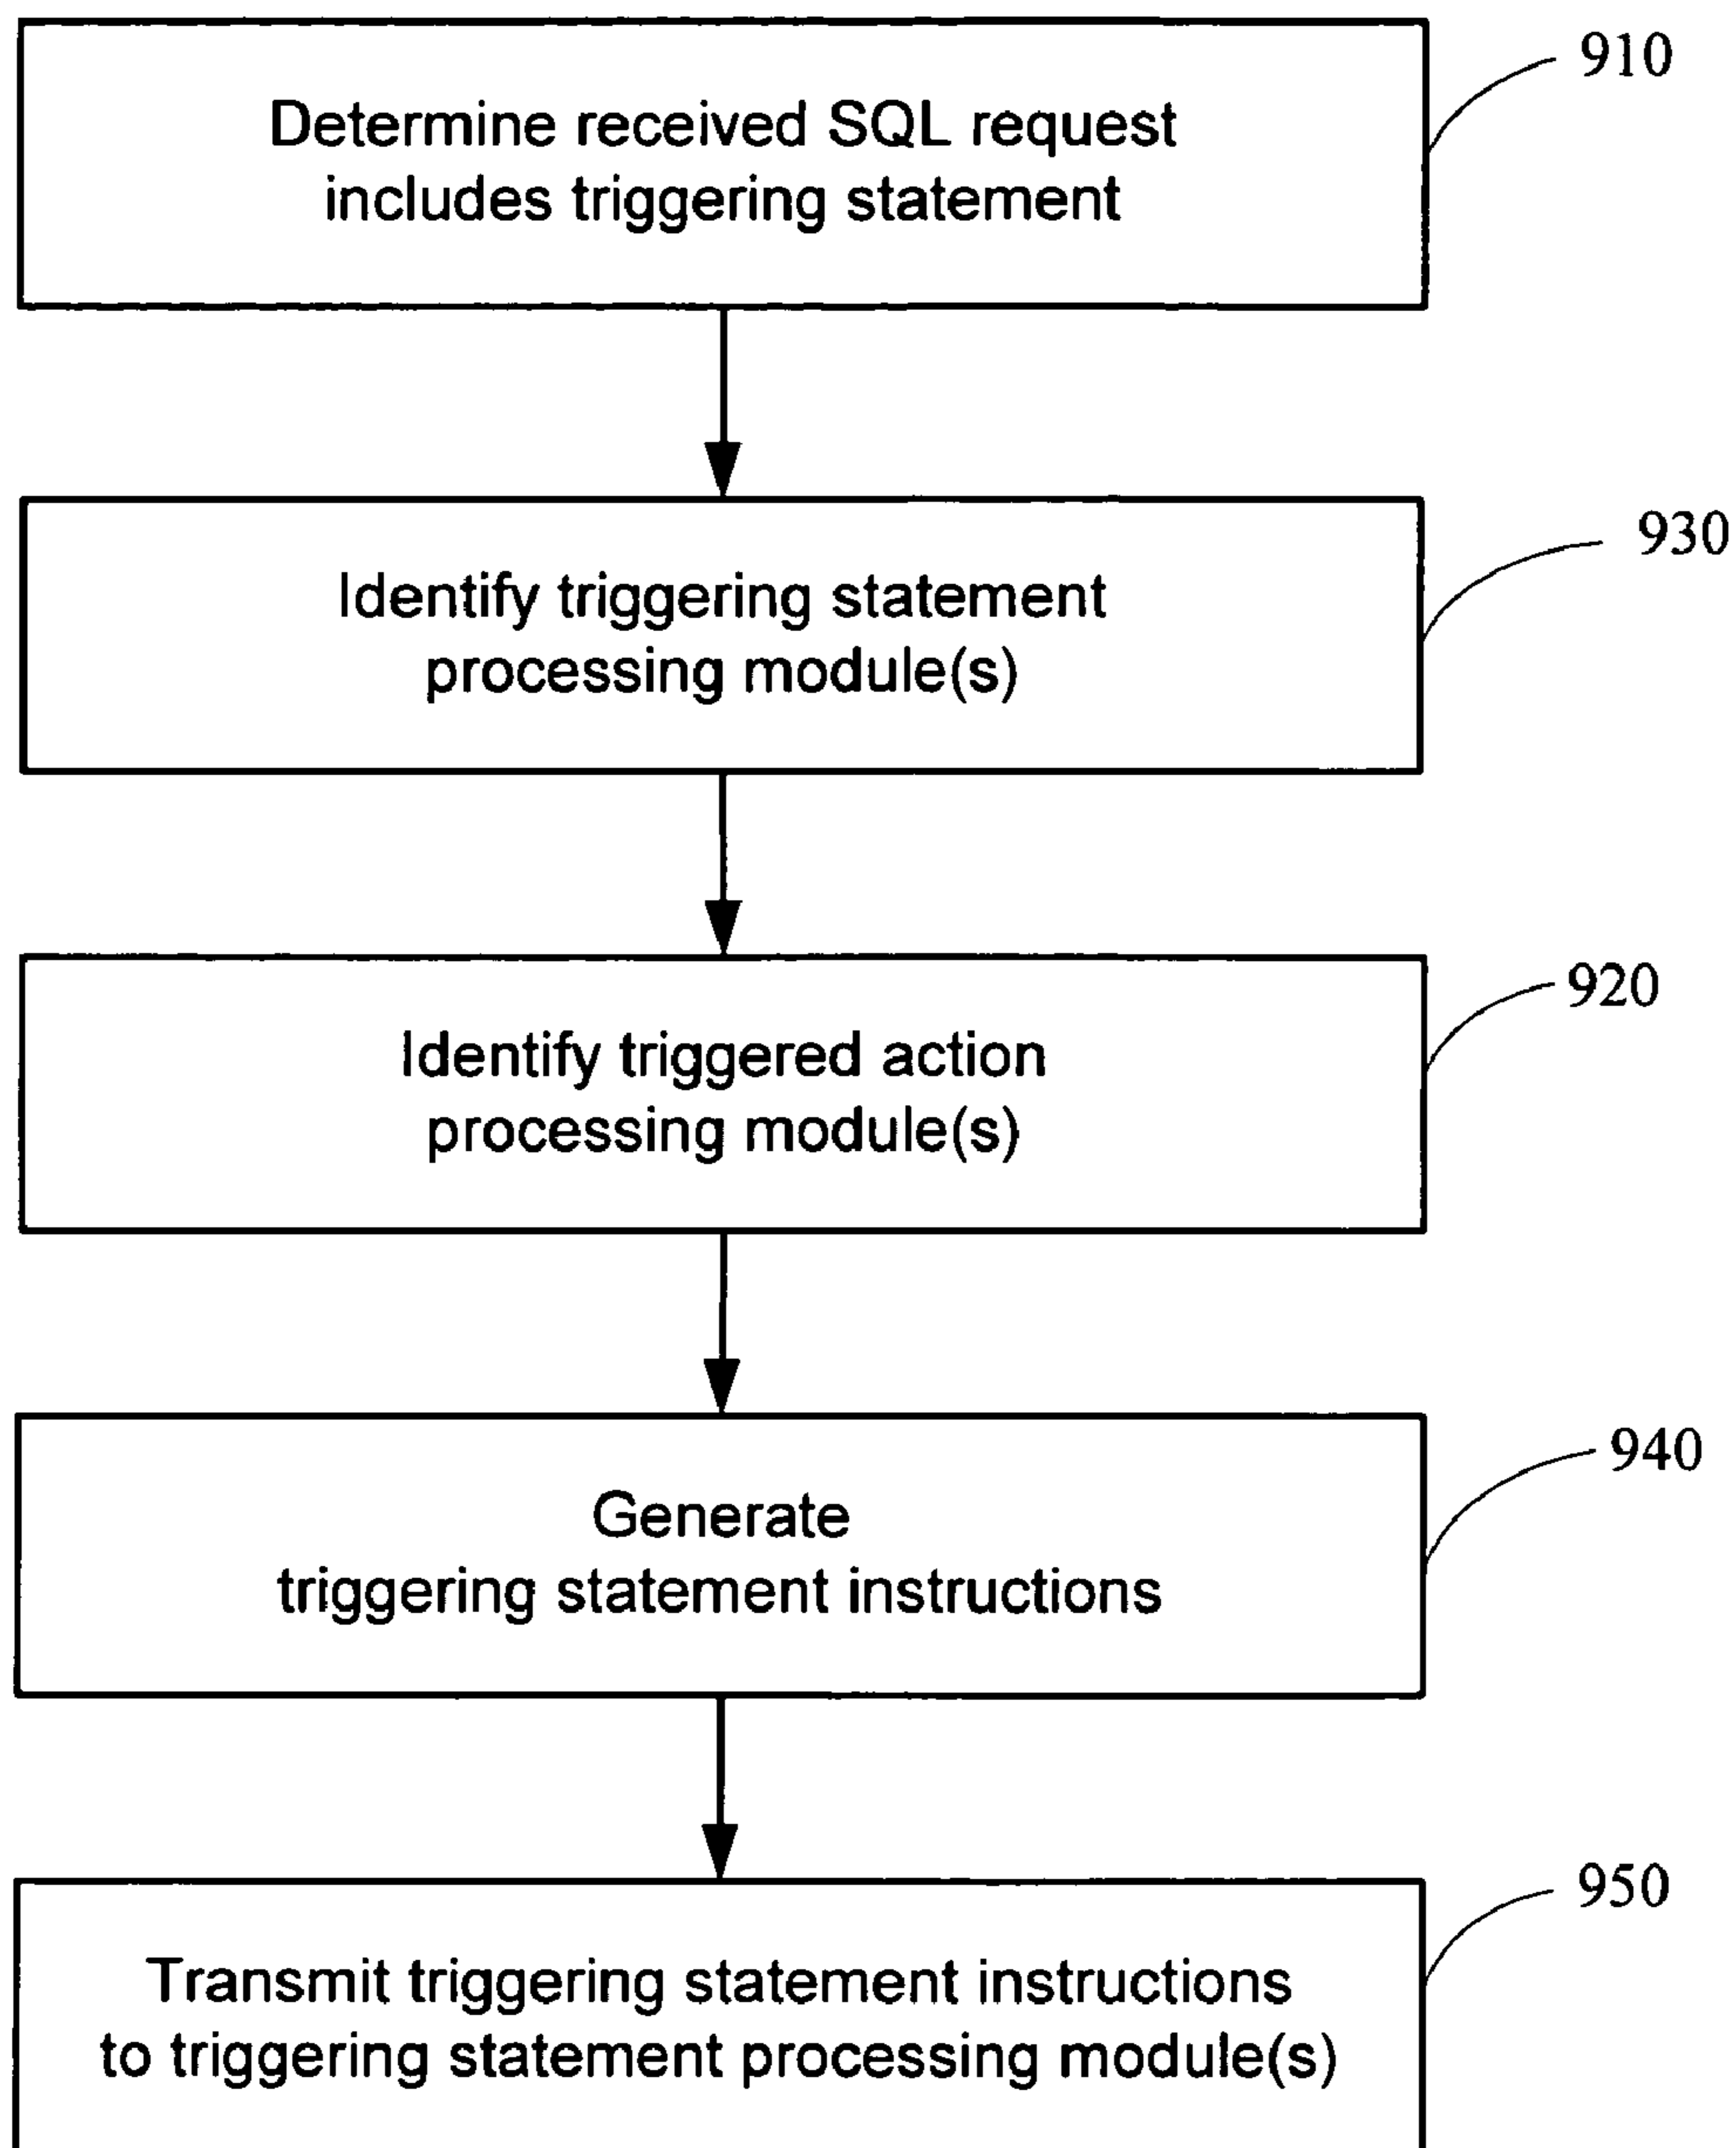 910
Determine received SQL request
includes triggering statement
930
Identify triggering statement
processing module(s)
920
Identify triggered action
processing module(s)
940
Generate
triggering statement instructions
950
Transmit triggering statement instructions
to triggering statement processing module(s)